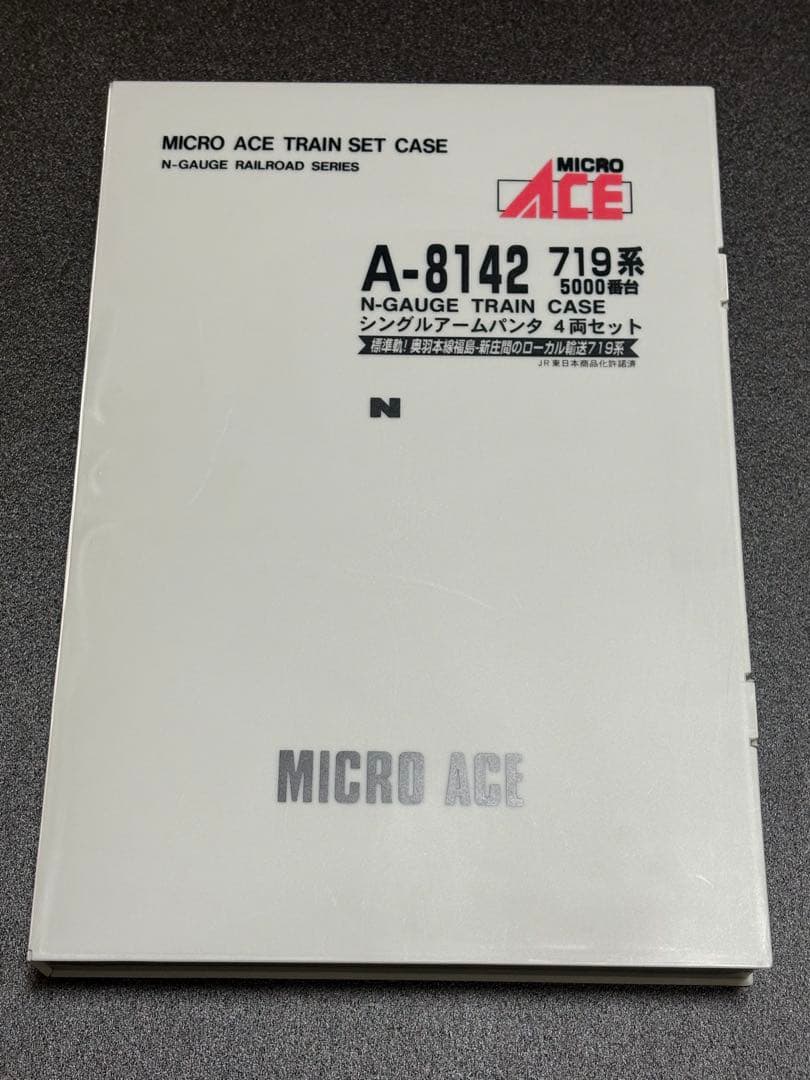 MICRO ACE TRAIN SET CASE
N-GAUGE RAILROAD SERIES
MICRO
ACE
A-8142 719系
5000番台
N-GAUGE TRAIN CASE
シングルアームパンタ 4両セット
標準軌!奥羽本線福島-新庄間のローカル輸送719系
JR東日本商品化許諾済
N
MICRO ACE